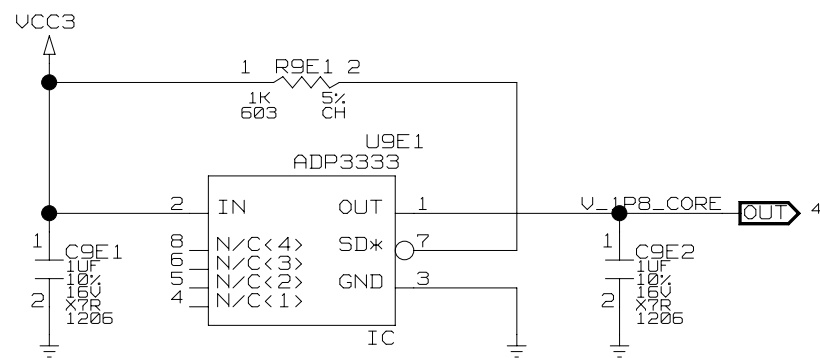 VCC3
1 R9E1 2
1K 5%
603 CH
U9E1
ADP3333
2 IN OUT 1 V_1P8_CORE OUT 4
8 N/C<4> SD* 7
6 N/C<3>
5 N/C<2> GND 3
4 N/C<1>
IC
1 C9E1
1UF
10%
16V
2 X7R
1206
1 C9E2
1UF
10%
16V
2 X7R
1206